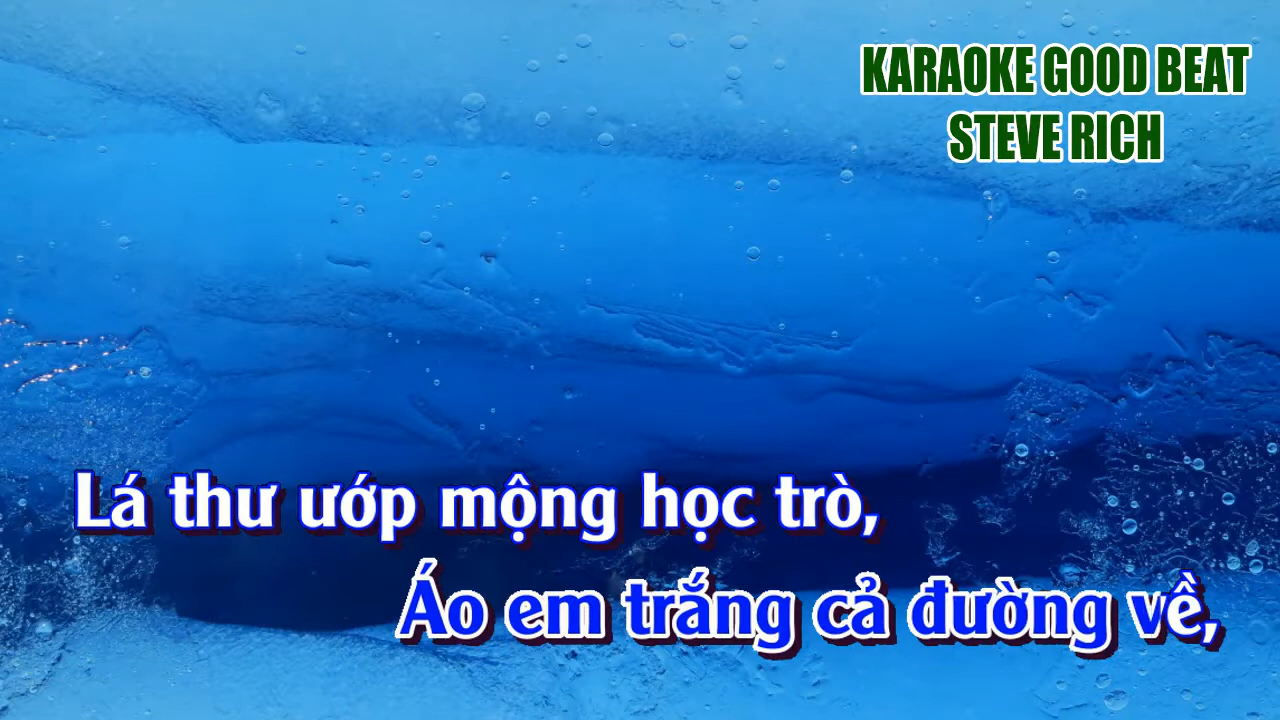 KARAOKE GOOD BEAT
STEVE RICH
Lá thư ướp mộng học trò,
Áo em trắng cả đường về,